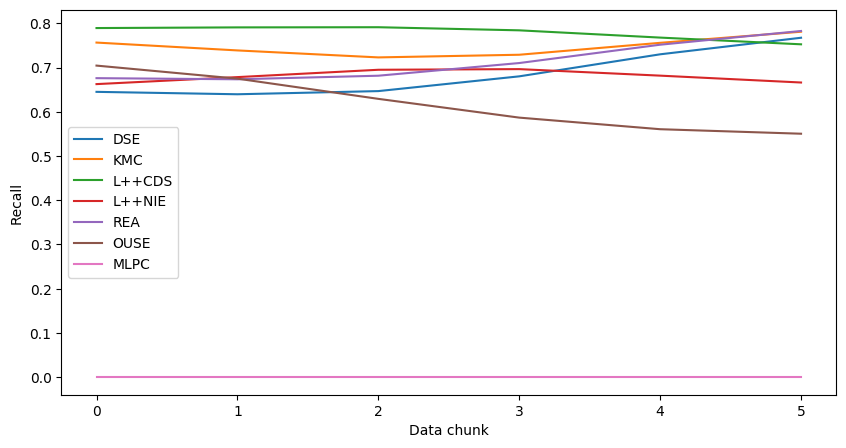 0.8
0.7
0.6
0.5
0.4
0.3
0.2
0.1
0.0
Recall
DSE
KMC
L++CDS
L++NIE
REA
OUSE
MLPC
0 1 2 3 4 5
Data chunk